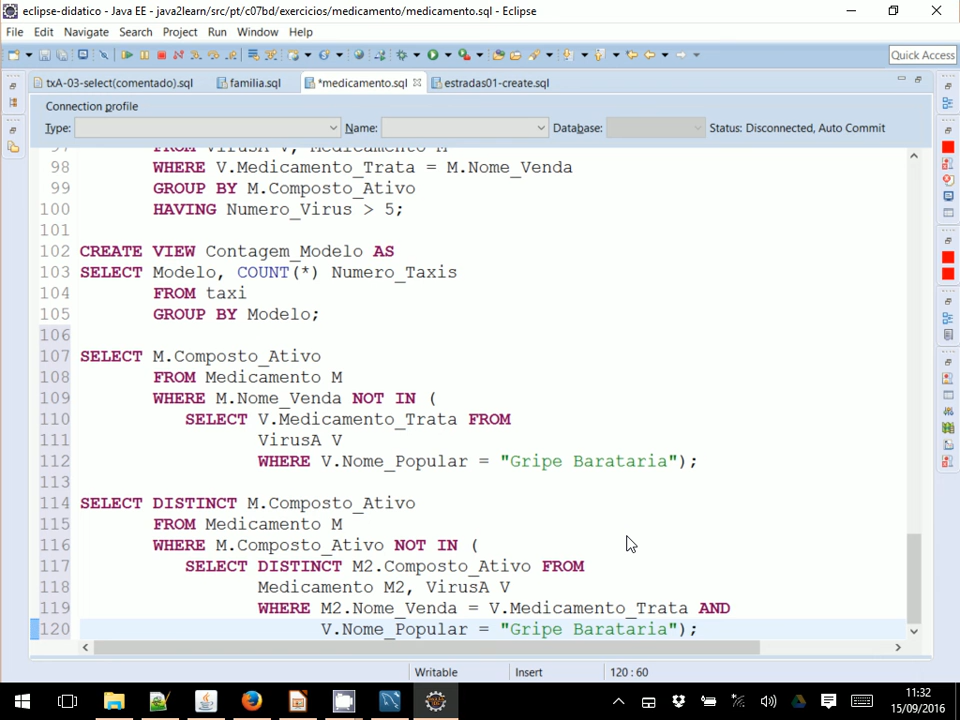 eclipse-didatico - Java EE - java2learn/src/pt/c07bd/exercicios/medicamento/medicamento.sql - Eclipse
File Edit Navigate Search Project Run Window Help
Quick Access
txA-03-select(comentado).sql familia.sql *medicamento.sql estradas01-create.sql
Connection profile
Type: Name: Database: Status: Disconnected, Auto Commit
97 FROM VirusA V, Medicamento M
98 WHERE V.Medicamento_Trata = M.Nome_Venda
99 GROUP BY M.Composto_Ativo
100 HAVING Numero_Virus > 5;
101
102 CREATE VIEW Contagem_Modelo AS
103 SELECT Modelo, COUNT(*) Numero_Taxis
104 FROM taxi
105 GROUP BY Modelo;
106
107 SELECT M.Composto_Ativo
108 FROM Medicamento M
109 WHERE M.Nome_Venda NOT IN (
110 SELECT V.Medicamento_Trata FROM
111 VirusA V
112 WHERE V.Nome_Popular = "Gripe Barataria");
113
114 SELECT DISTINCT M.Composto_Ativo
115 FROM Medicamento M
116 WHERE M.Composto_Ativo NOT IN (
117 SELECT DISTINCT M2.Composto_Ativo FROM
118 Medicamento M2, VirusA V
119 WHERE M2.Nome_Venda = V.Medicamento_Trata AND
120 V.Nome_Popular = "Gripe Barataria");
Writable Insert 120 : 60
11:32
15/09/2016